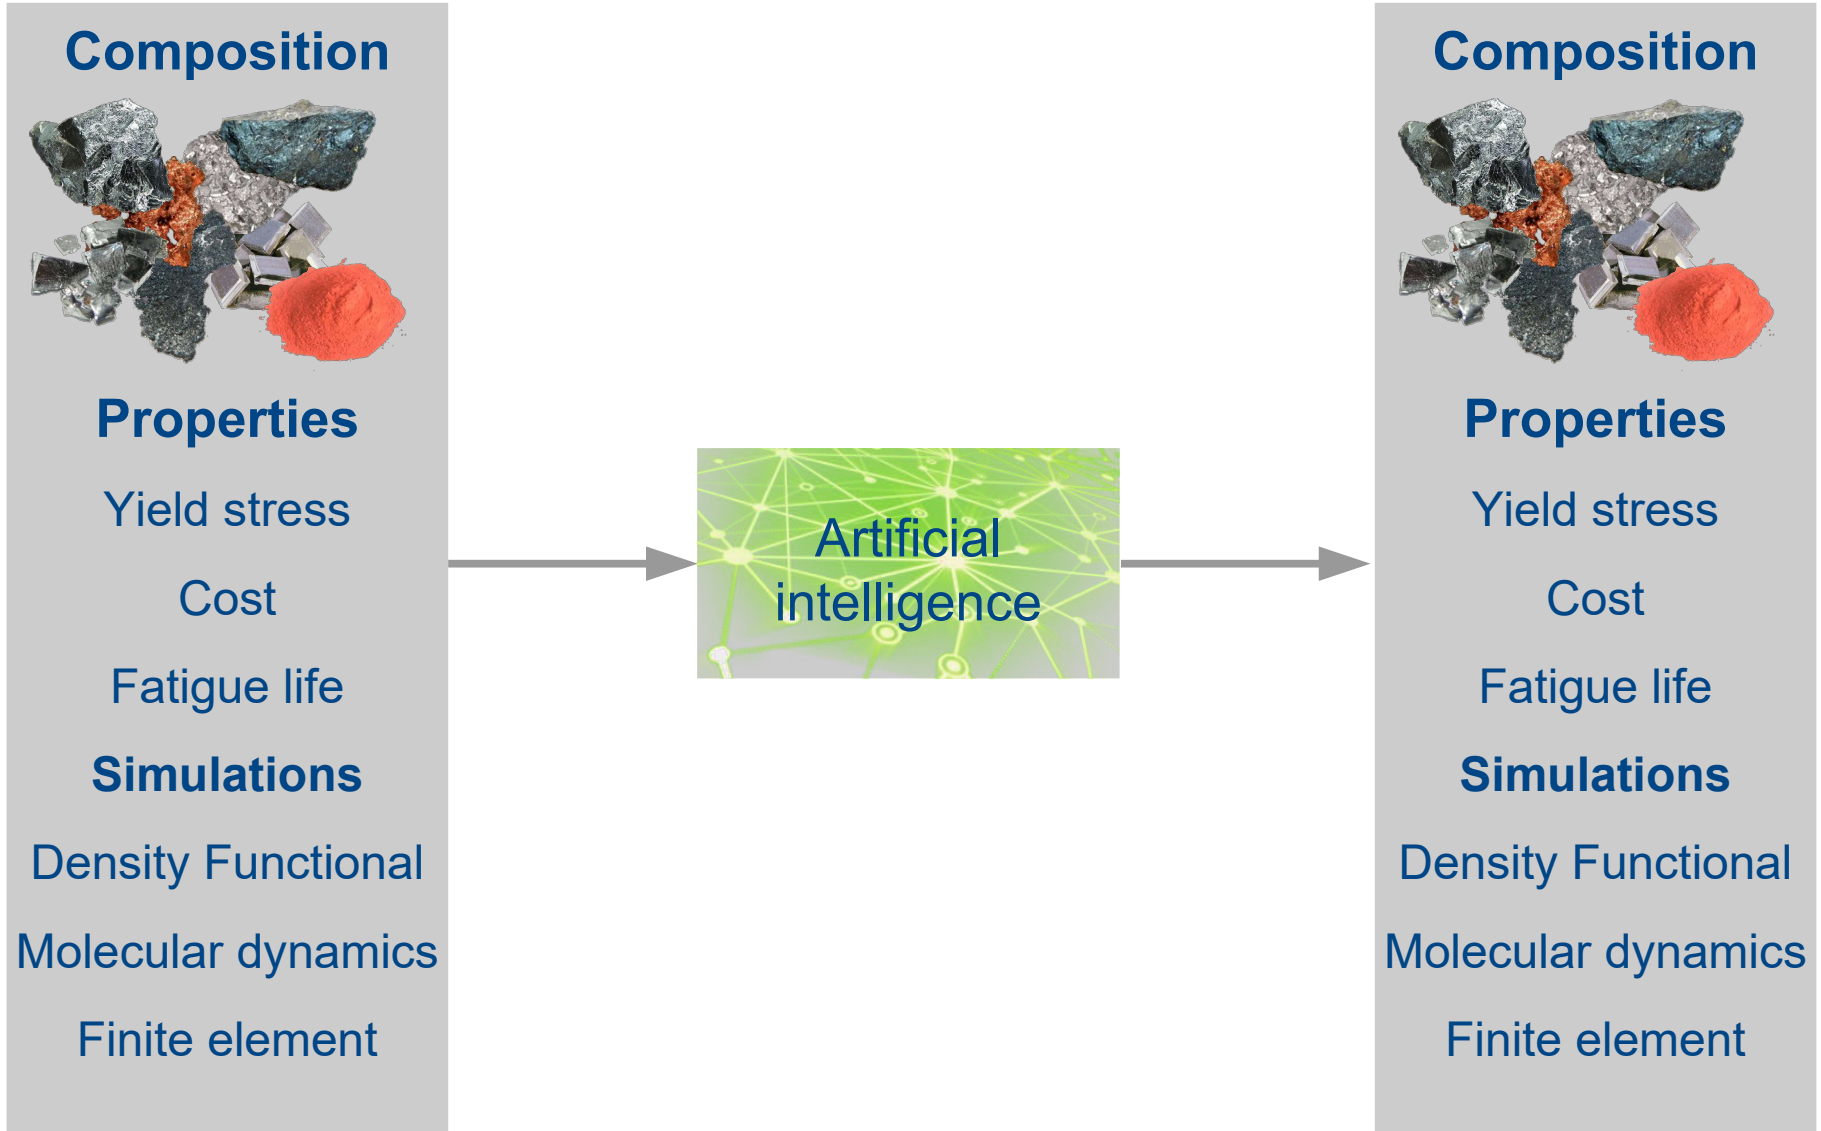 Composition
Properties
Yield stress
Cost
Fatigue life
Simulations
Density Functional
Molecular dynamics
Finite element
Artificial
intelligence
Composition
Properties
Yield stress
Cost
Fatigue life
Simulations
Density Functional
Molecular dynamics
Finite element